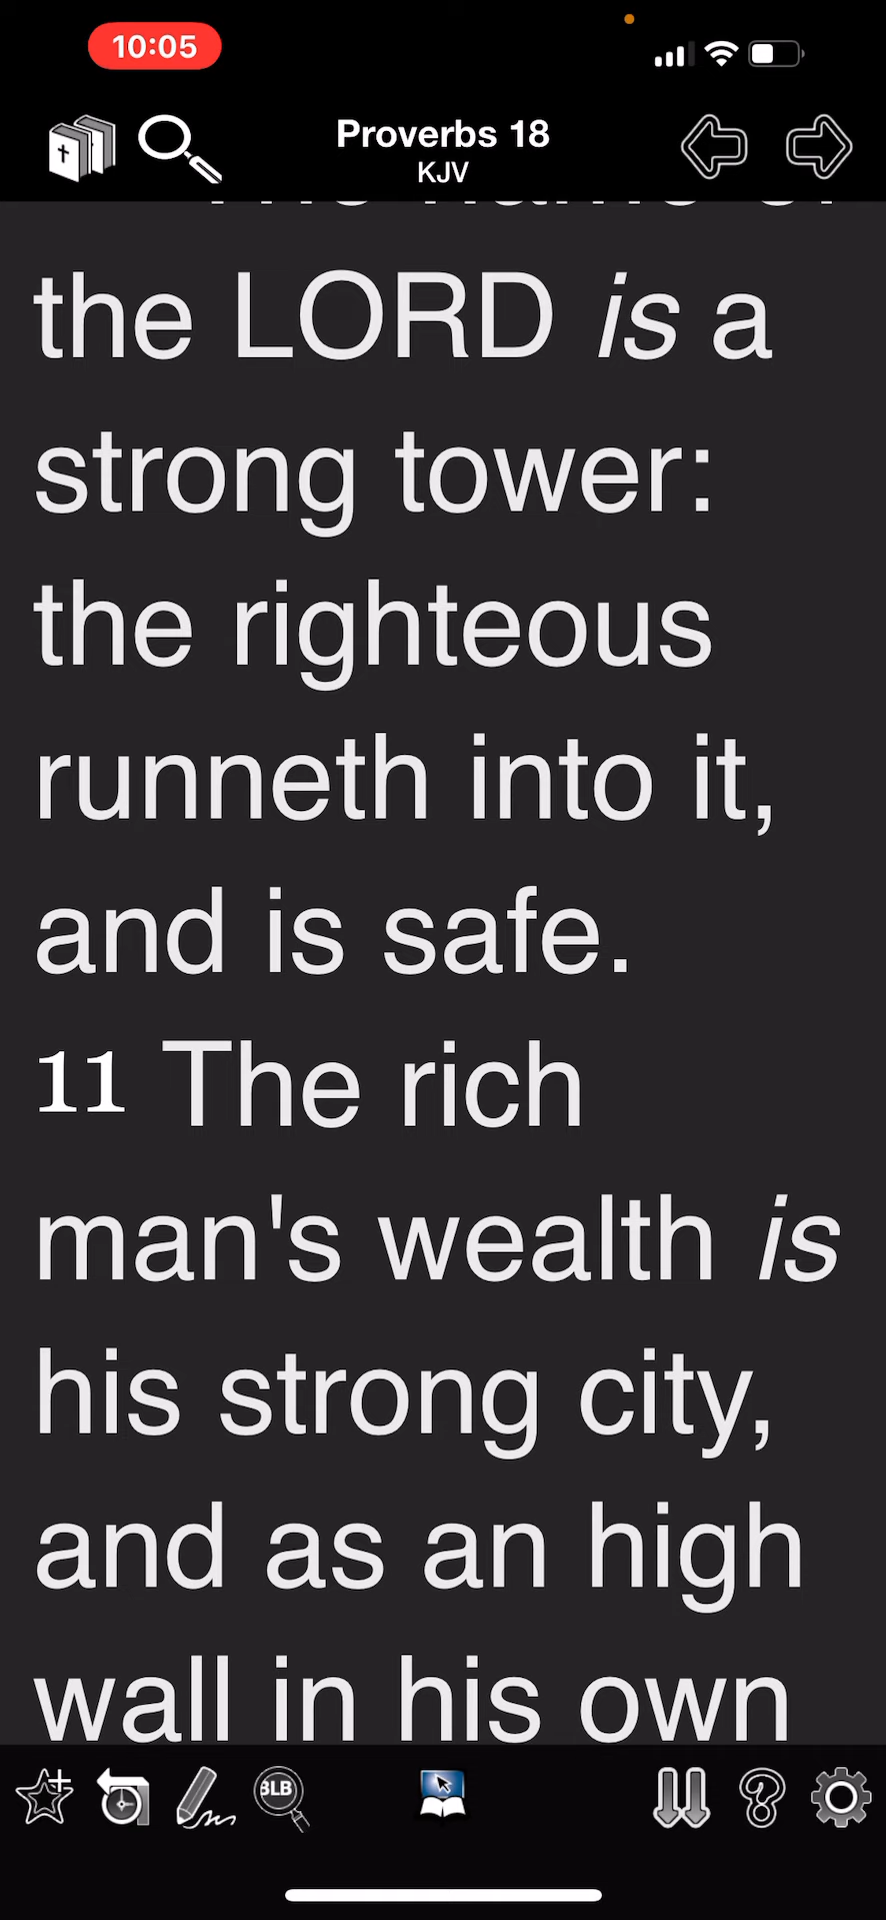 10:05
Proverbs 18
KJV
the LORD is a
strong tower:
the righteous
runneth into it,
and is safe.
11 The rich
man's wealth is
his strong city,
and as an high
wall in his own
BLB